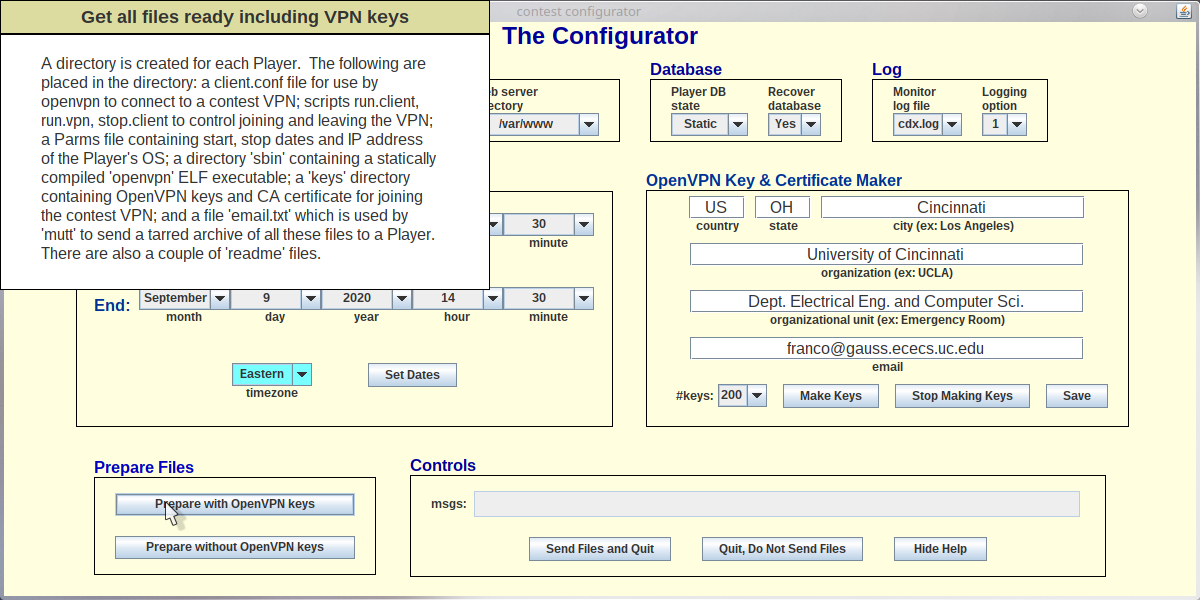 Get all files ready including VPN keys
A directory is created for each Player. The following are
placed in the directory: a client.conf file for use by
openvpn to connect to a contest VPN; scripts run.client,
run.vpn, stop.client to control joining and leaving the VPN;
a Parms file containing start, stop dates and IP address
of the Player's OS; a directory 'sbin' containing a statically
compiled 'openvpn' ELF executable; a 'keys' directory
containing OpenVPN keys and CA certificate for joining
the contest VPN; and a file 'email.txt' which is used by
'mutt' to send a tarred archive of all these files to a Player.
There are also a couple of 'readme' files.
contest configurator
The Configurator
b server
ectory
/var/www
Database
Player DB
state
Static
Recover
database
Yes
Log
Monitor
log file
cdx.log
Logging
option
1
30
minute
End:
September 9 2020 14 30
month day year hour minute
Eastern
timezone
Set Dates
OpenVPN Key & Certificate Maker
US OH Cincinnati
country state city (ex: Los Angeles)
University of Cincinnati
organization (ex: UCLA)
Dept. Electrical Eng. and Computer Sci.
organizational unit (ex: Emergency Room)
franco@gauss.ececs.uc.edu
email
#keys: 200 Make Keys Stop Making Keys Save
Prepare Files
Prepare with OpenVPN keys
Prepare without OpenVPN keys
Controls
msgs:
Send Files and Quit Quit, Do Not Send Files Hide Help